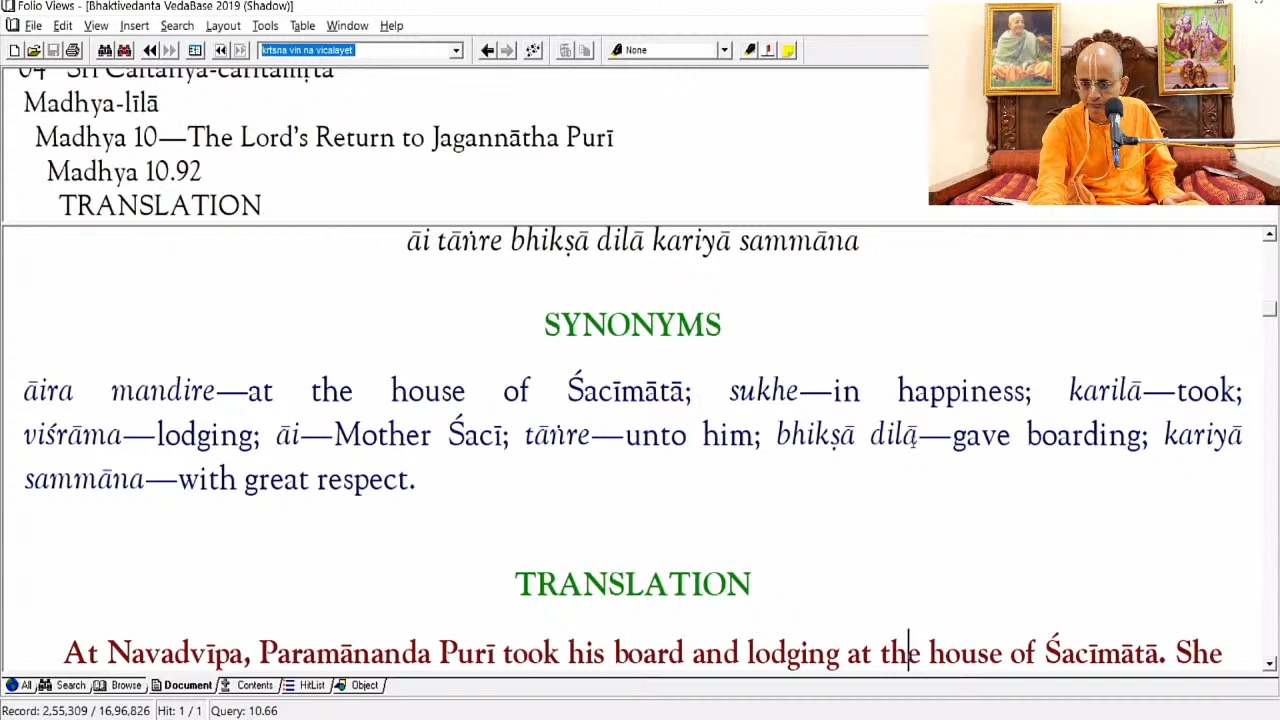 Folio Views - [Bhaktivedanta VedaBase 2019 (Shadow)]
File Edit View Insert Search Layout Tools Table Window Help
krtsna vin na vicalayet None
04 Śrī Caitanya-caritāmṛta
Madhya-līlā
Madhya 10—The Lord's Return to Jagannātha Purī
Madhya 10.92
TRANSLATION
āi tāṅre bhikṣā dilā kariyā sammāna
SYNONYMS
āira mandire—at the house of Śacīmātā; sukhe—in happiness; karilā—took;
viśrāma—lodging; āi—Mother Śacī; tāṅre—unto him; bhikṣā dilā—gave boarding; kariyā
sammāna—with great respect.
TRANSLATION
At Navadvīpa, Paramānanda Purī took his board and lodging at the house of Śacīmātā. She
All Search Browse Document Contents HitList Object
Record: 2,55,309 / 16,96,826 Hit: 1 / 1 Query: 10.66